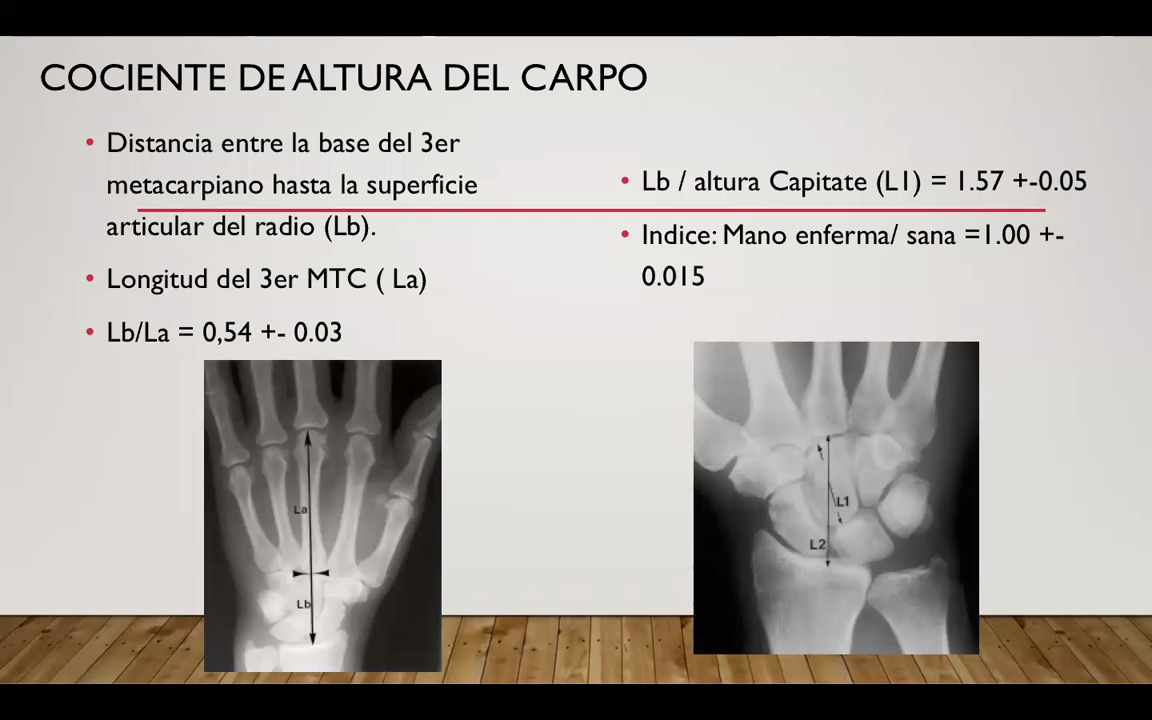 COCIENTE DE ALTURA DEL CARPO
• Distancia entre la base del 3er
metacarpiano hasta la superficie
articular del radio (Lb).
• Longitud del 3er MTC ( La)
• Lb/La = 0,54 +- 0.03
• Lb / altura Capitate (L1) = 1.57 +-0.05
• Indice: Mano enferma/ sana =1.00 +-
0.015
La
Lb
L1
L2